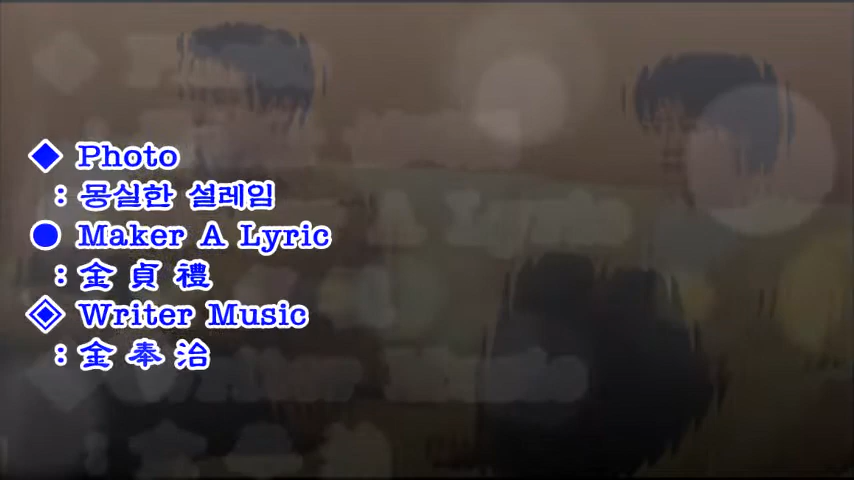 ◆ Photo
: 몽실한 설레임
● Maker A Lyric
: 金 貞 禮
◈ Writer Music
: 金 奉 治